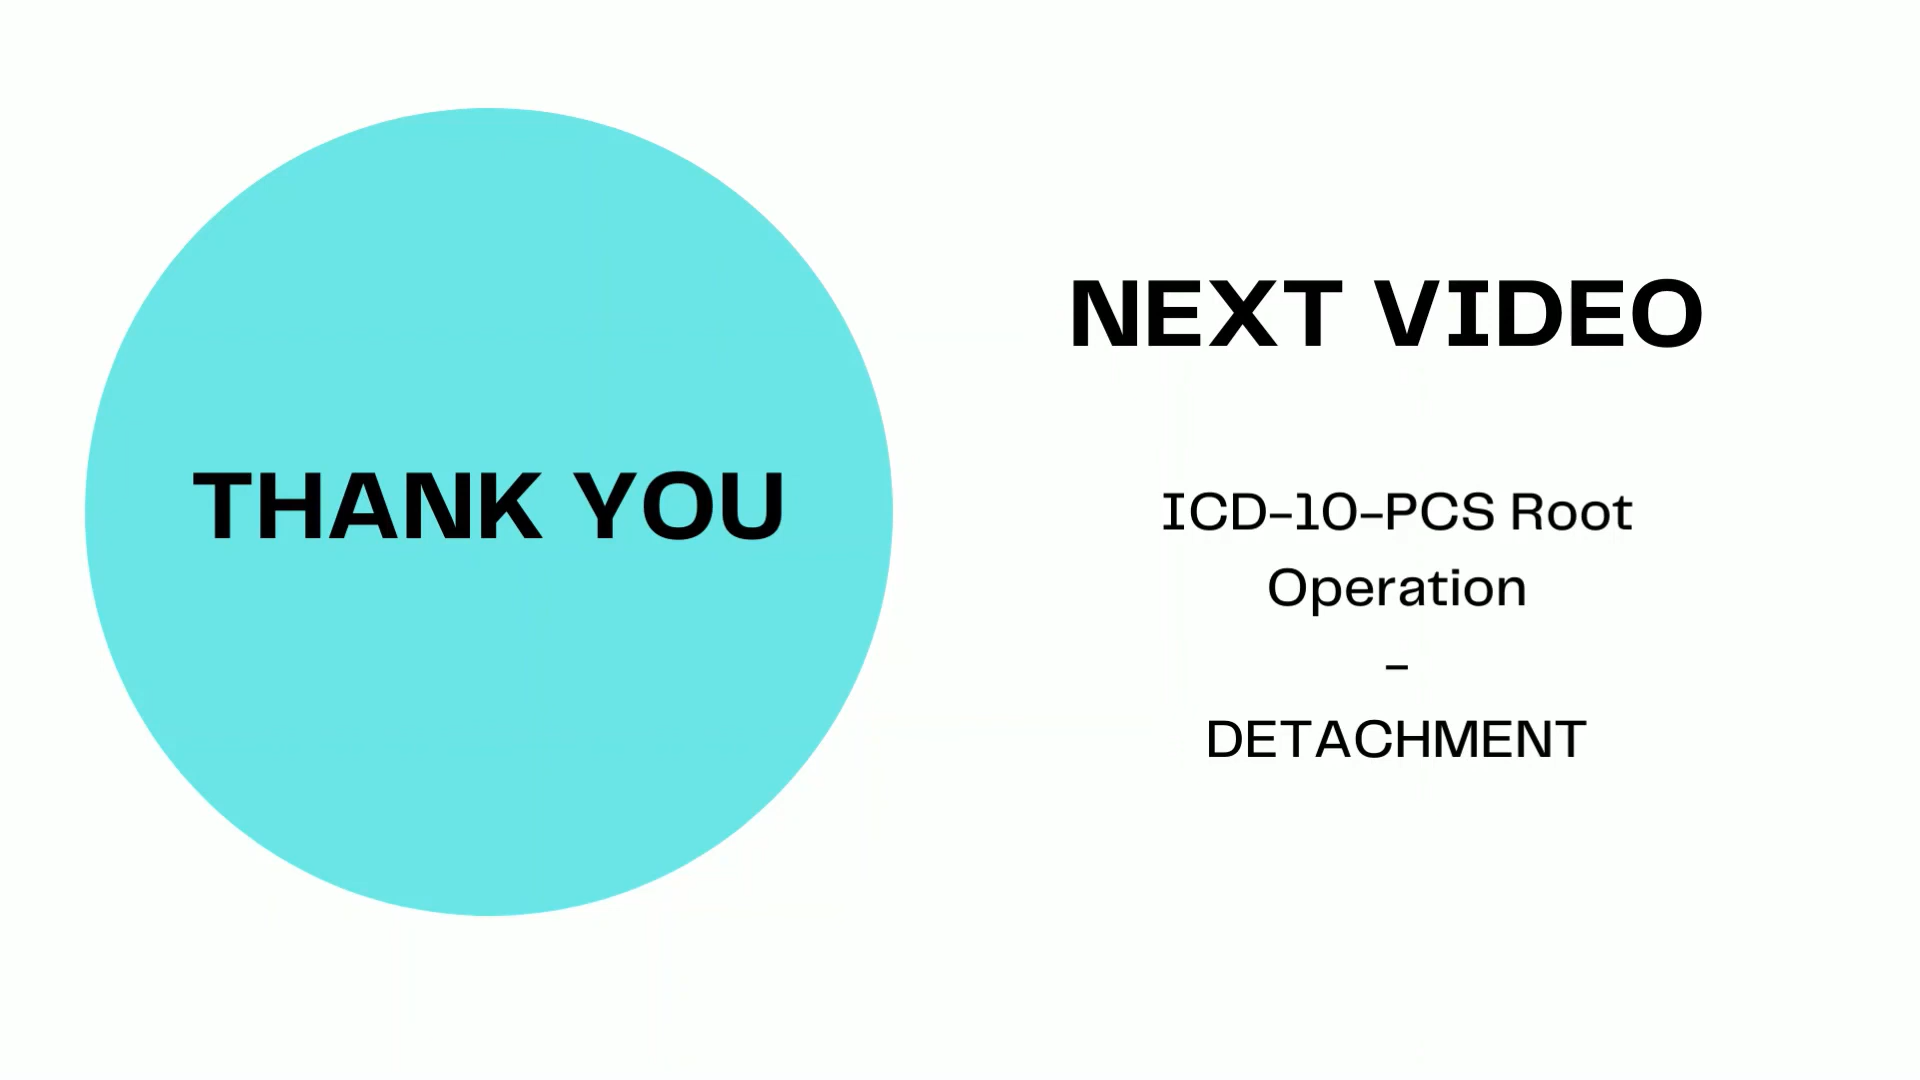 THANK YOU
NEXT VIDEO
ICD-10-PCS Root
Operation
-
DETACHMENT